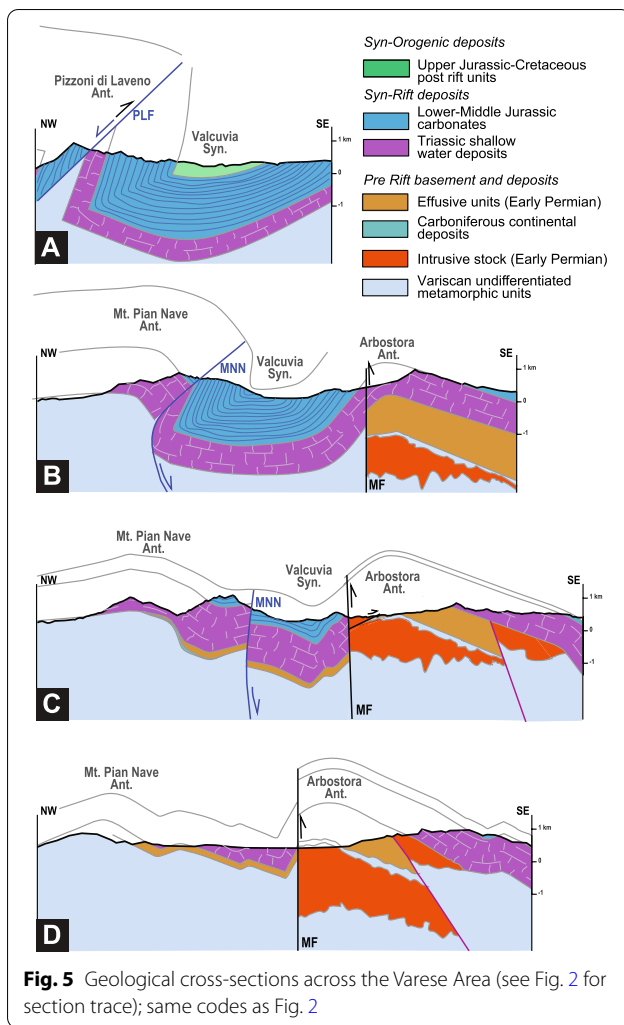 Pizzoni di Laveno
Ant.
NW
PLF
Valcuvia
Syn.
SE
1 km
0
-1
A
Syn-Orogenic deposits
Upper Jurassic-Cretaceous
post rift units
Syn-Rift deposits
Lower-Middle Jurassic
carbonates
Triassic shallow
water deposits
Pre Rift basement and deposits
Effusive units (Early Permian)
Carboniferous continental
deposits
Intrusive stock (Early Permian)
Variscan undifferentiated
metamorphic units
Mt. Pian Nave
Ant.
NW
MNN
Valcuvia
Syn.
Arbostora
Ant.
SE
1 km
0
-1
B
MF
Mt. Pian Nave
Ant.
NW
MNN
Valcuvia
Syn.
Arbostora
Ant.
SE
1 km
0
-1
C
MF
Mt. Pian Nave
Ant.
NW
Arbostora
Ant.
SE
1 km
0
-1
D
MF
Fig. 5 Geological cross-sections across the Varese Area (see Fig. 2 for
section trace); same codes as Fig. 2